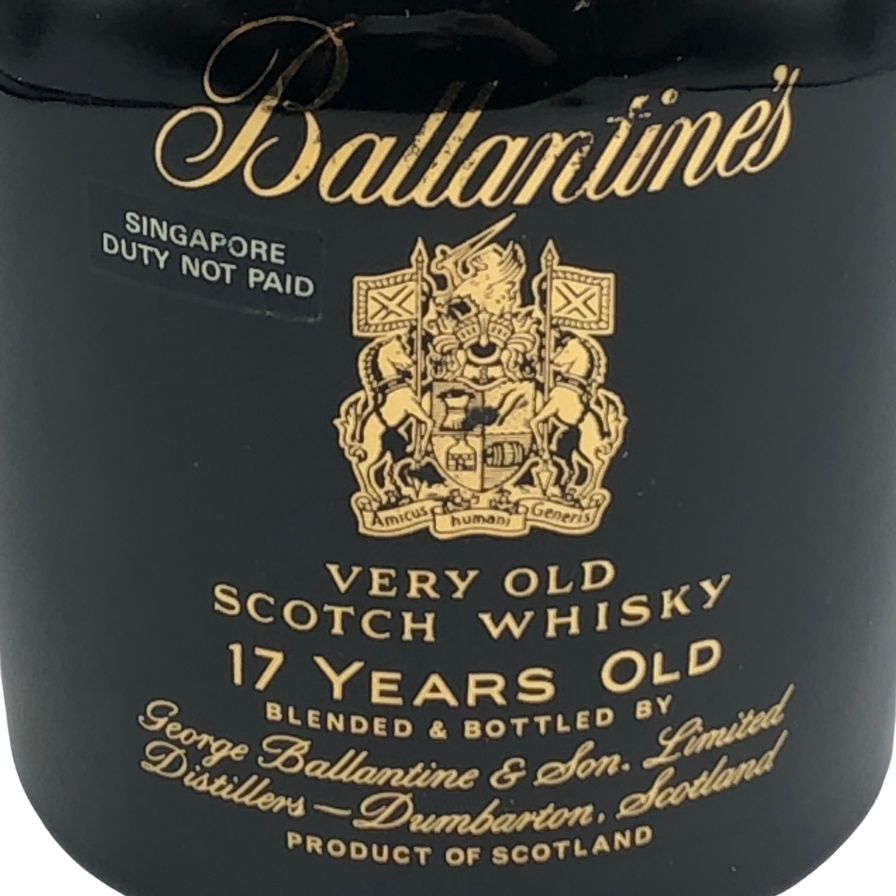 Ballantine's
SINGAPORE
DUTY NOT PAID
Amicus humani Generis
VERY OLD
SCOTCH WHISKY
17 YEARS OLD
BLENDED & BOTTLED BY
George Ballantine & Son. Limited
Distillers — Dumbarton, Scotland
PRODUCT OF SCOTLAND